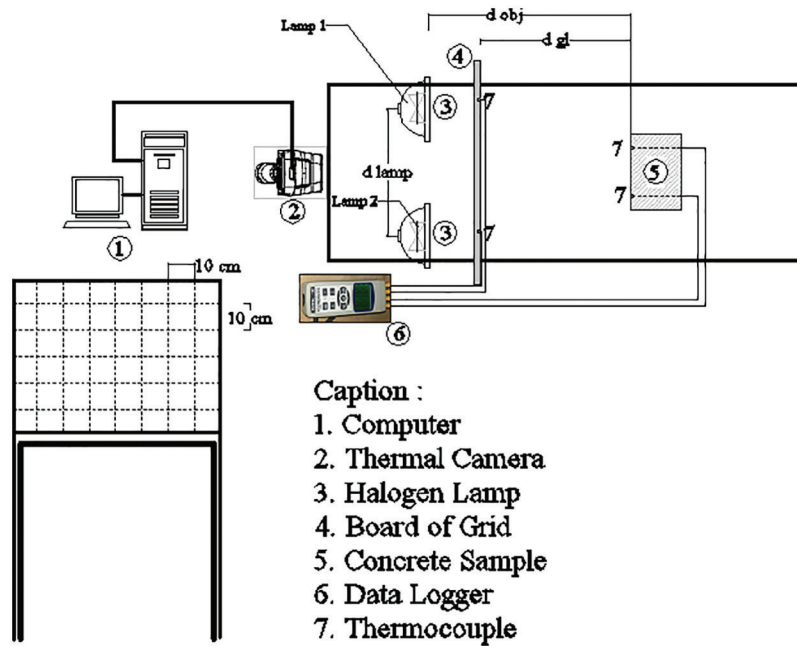 Lamp 1
d obj
4
d gl
7
3
d lamp
7
5
7
2
Lamp 2
3
7
1
10 cm
10 cm
6
Caption :
1. Computer
2. Thermal Camera
3. Halogen Lamp
4. Board of Grid
5. Concrete Sample
6. Data Logger
7. Thermocouple